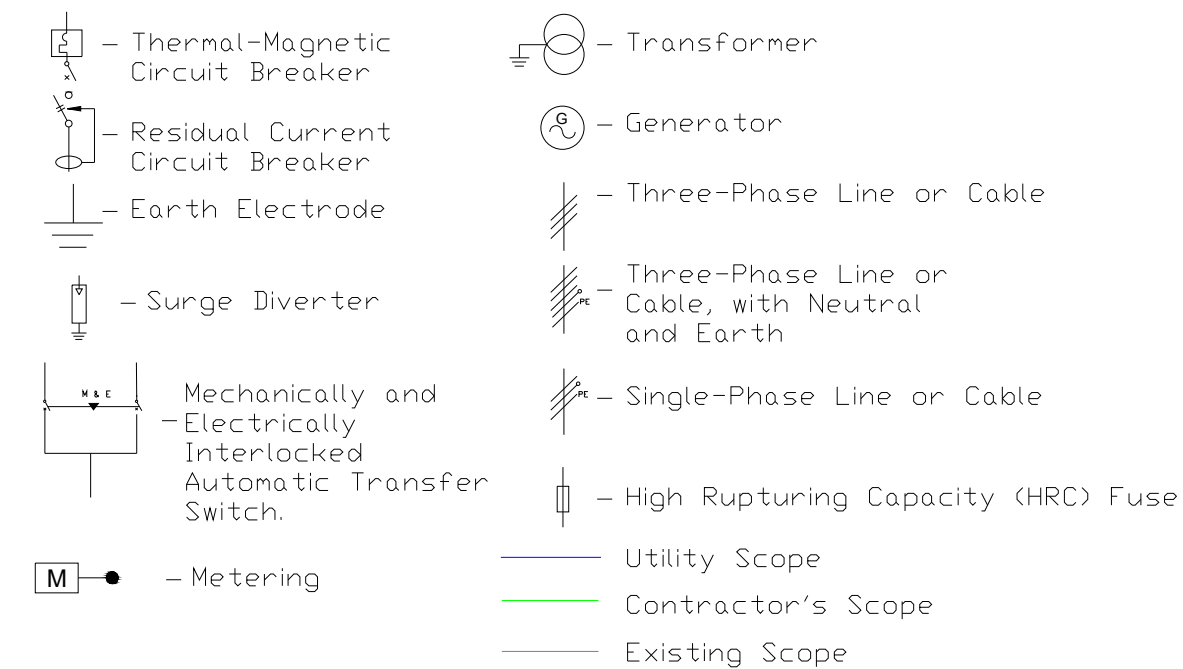 – Thermal-Magnetic
Circuit Breaker
– Residual Current
Circuit Breaker
– Earth Electrode
– Surge Diverter
M & E
– Mechanically and
Electrically
Interlocked
Automatic Transfer
Switch.
M
– Metering
– Transformer
G
– Generator
– Three-Phase Line or Cable
PE
– Three-Phase Line or
Cable, with Neutral
and Earth
PE
– Single-Phase Line or Cable
– High Rupturing Capacity (HRC) Fuse
Utility Scope
Contractor's Scope
Existing Scope